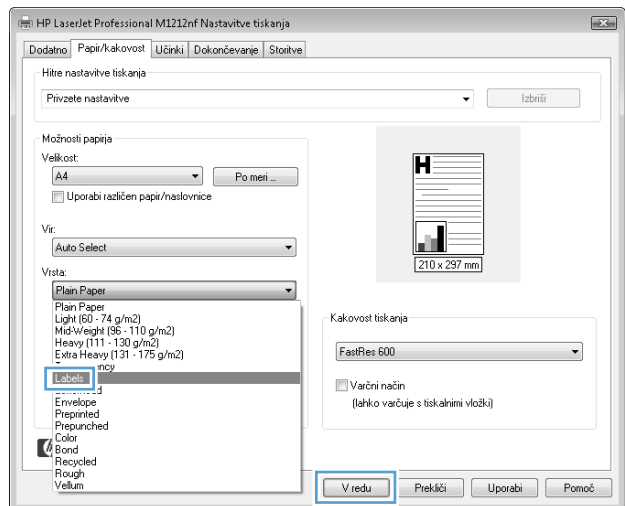 HP LaserJet Professional M1212nf Nastavitve tiskanja
Dodatno Papir/kakovost Učinki Dokončevanje Storitve
Hitre nastavitve tiskanja
Privzete nastavitve
Izbriši
Možnosti papirja
Velikost:
A4
Po meri ...
Uporabi različen papir/naslovnice
Vir:
Auto Select
Vrsta:
Plain Paper
Plain Paper
Light (60 - 74 g/m2)
Mid-Weight (96 - 110 g/m2)
Heavy (111 - 130 g/m2)
Extra Heavy (131 - 175 g/m2)
Labels
Envelope
Preprinted
Prepunched
Color
Bond
Recycled
Rough
Vellum
H
210 x 297 mm
Kakovost tiskanja
FastRes 600
Varčni način
(lahko varčuje s tiskalnimi vložki)
V redu Prekliči Uporabi Pomoč